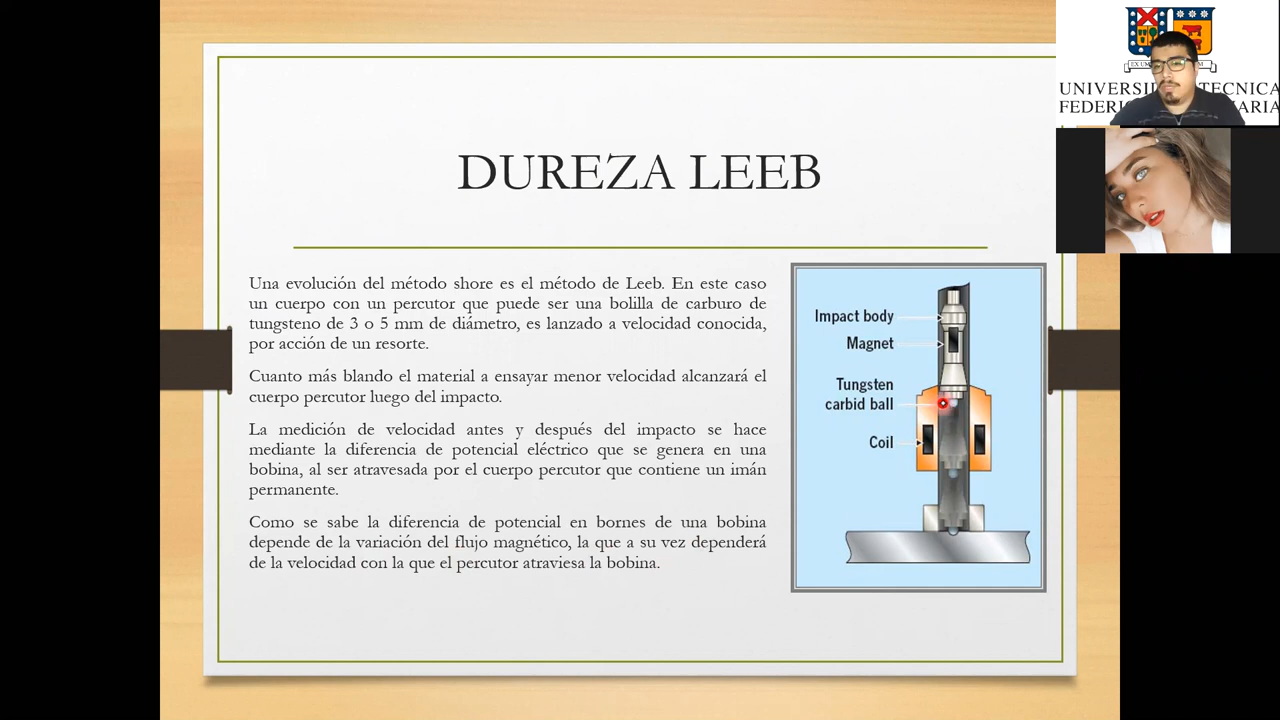 DUREZA LEEB
Una evolución del método shore es el método de Leeb. En este caso
un cuerpo con un percutor que puede ser una bolilla de carburo de
tungsteno de 3 o 5 mm de diámetro, es lanzado a velocidad conocida,
por acción de un resorte.
Cuanto más blando el material a ensayar menor velocidad alcanzará el
cuerpo percutor luego del impacto.
La medición de velocidad antes y después del impacto se hace
mediante la diferencia de potencial eléctrico que se genera en una
bobina, al ser atravesada por el cuerpo percutor que contiene un imán
permanente.
Como se sabe la diferencia de potencial en bornes de una bobina
depende de la variación del flujo magnético, la que a su vez dependerá
de la velocidad con la que el percutor atraviesa la bobina.
Impact body
Magnet
Tungsten
carbid ball
Coil
UNIVERSI TECNICA
FEDERI ARIA